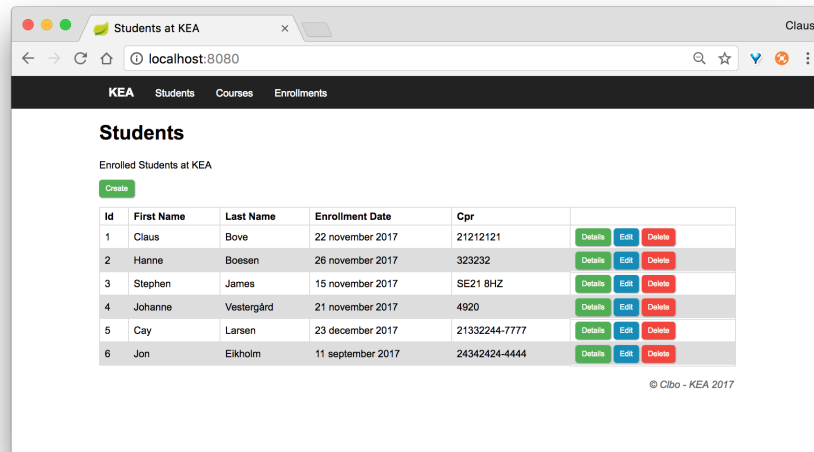 Students at KEA
Claus
localhost:8080
KEA Students Courses Enrollments
Students
Enrolled Students at KEA
Create
Id First Name Last Name Enrollment Date Cpr
1 Claus Bove 22 november 2017 21212121 Details Edit Delete
2 Hanne Boesen 26 november 2017 323232 Details Edit Delete
3 Stephen James 15 november 2017 SE21 8HZ Details Edit Delete
4 Johanne Vestergård 21 november 2017 4920 Details Edit Delete
5 Cay Larsen 23 december 2017 21332244-7777 Details Edit Delete
6 Jon Eikholm 11 september 2017 24342424-4444 Details Edit Delete
© Clbo - KEA 2017